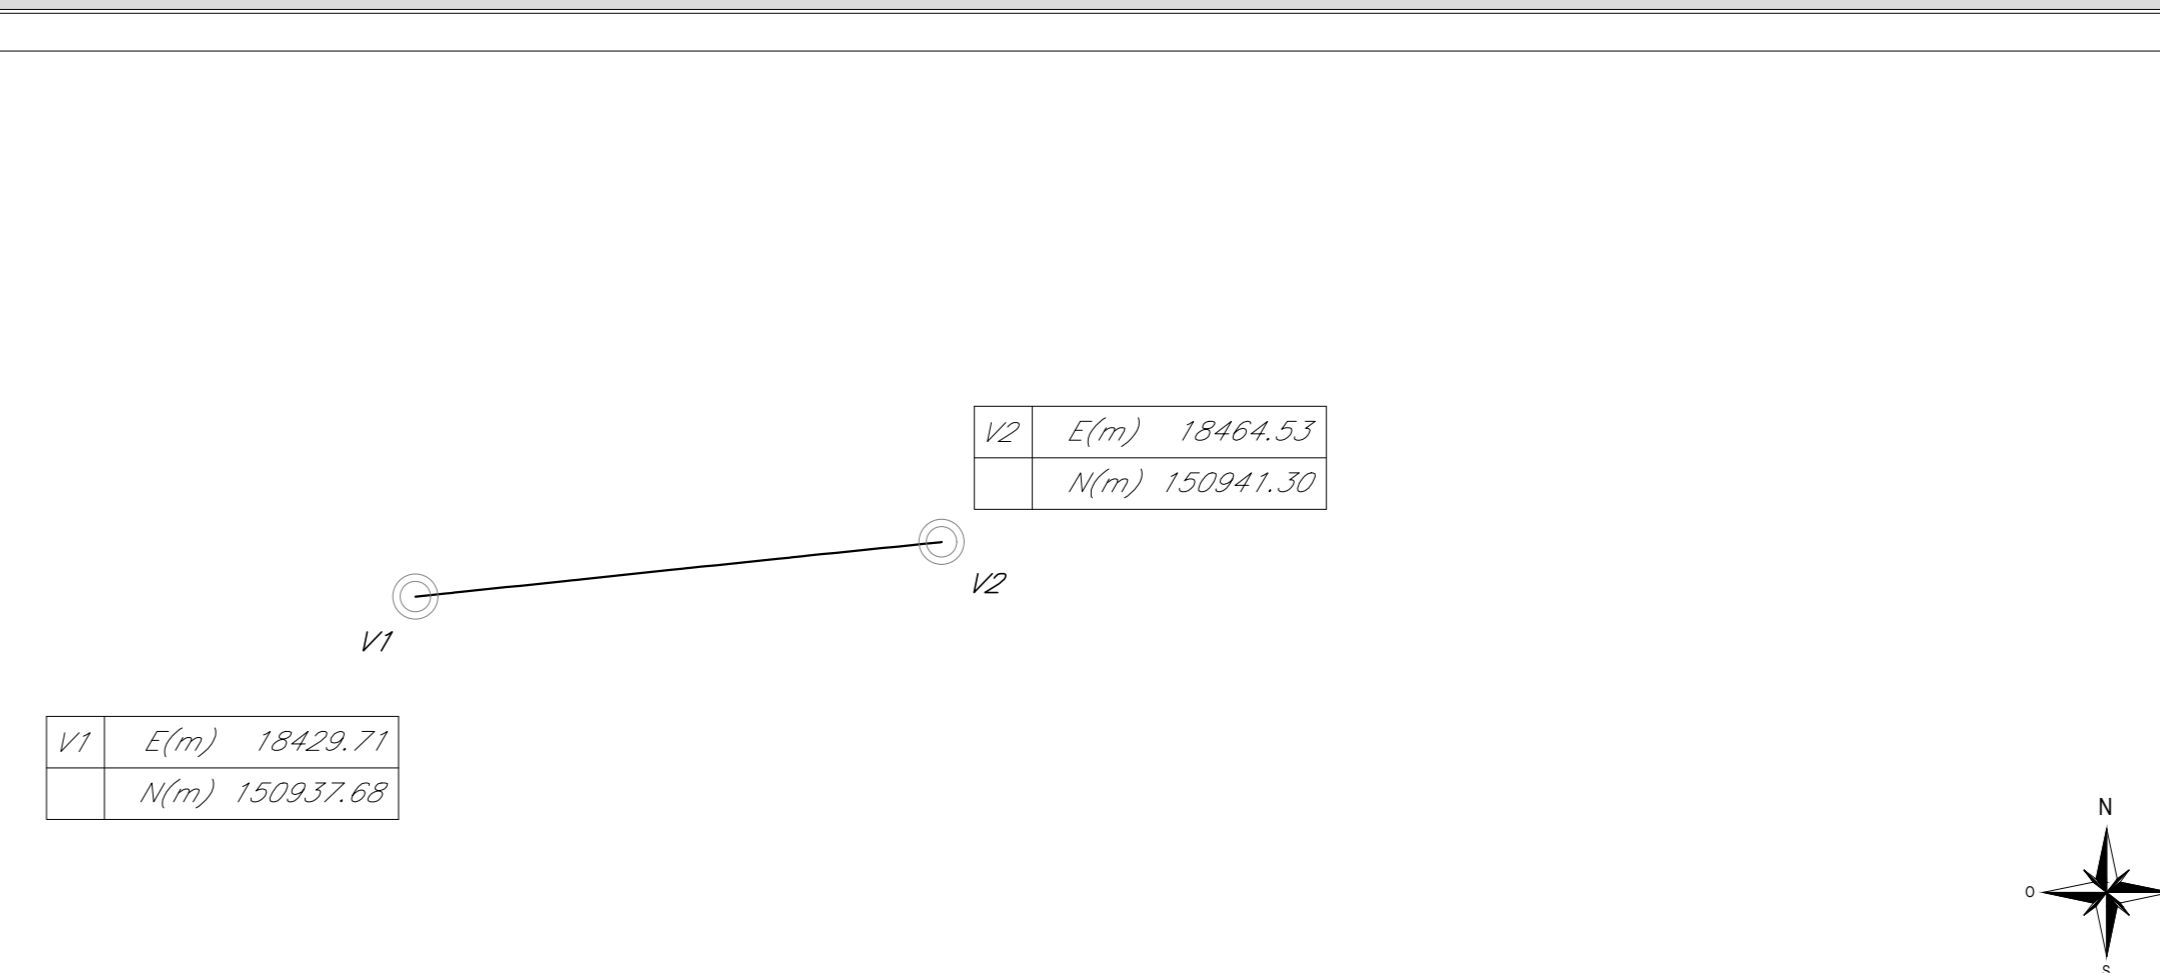 V2 E(m) 18464.53
N(m) 150941.30
V2
V1
V1 E(m) 18429.71
N(m) 150937.68
N
O
S